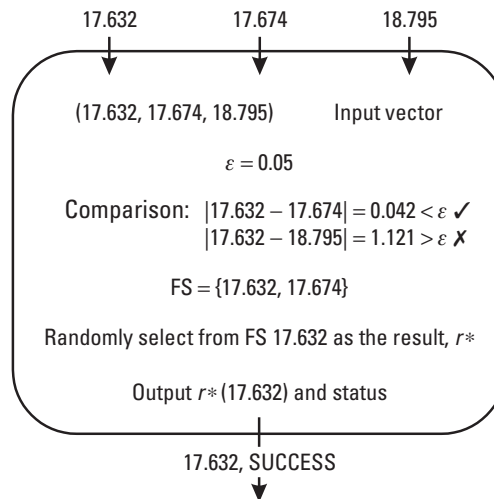 17.632 17.674 18.795
(17.632, 17.674, 18.795) Input vector
ε = 0.05
Comparison: |17.632 – 17.674| = 0.042 < ε ✓
|17.632 – 18.795| = 1.121 > ε ✗
FS = {17.632, 17.674}
Randomly select from FS 17.632 as the result, r*
Output r* (17.632) and status
17.632, SUCCESS